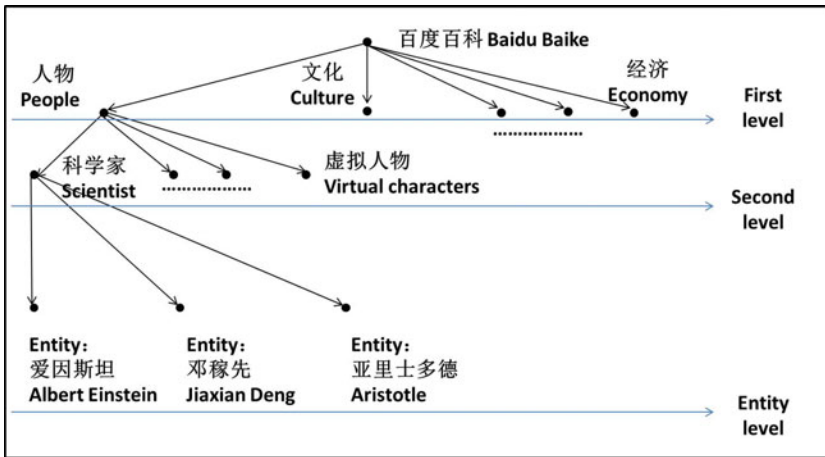 百度百科 Baidu Baike
人物
People
文化
Culture
经济
Economy
First
level
....................
科学家
Scientist
....................
虚拟人物
Virtual characters
Second
level
Entity：
爱因斯坦
Albert Einstein
Entity：
邓稼先
Jiaxian Deng
Entity：
亚里士多德
Aristotle
Entity
level